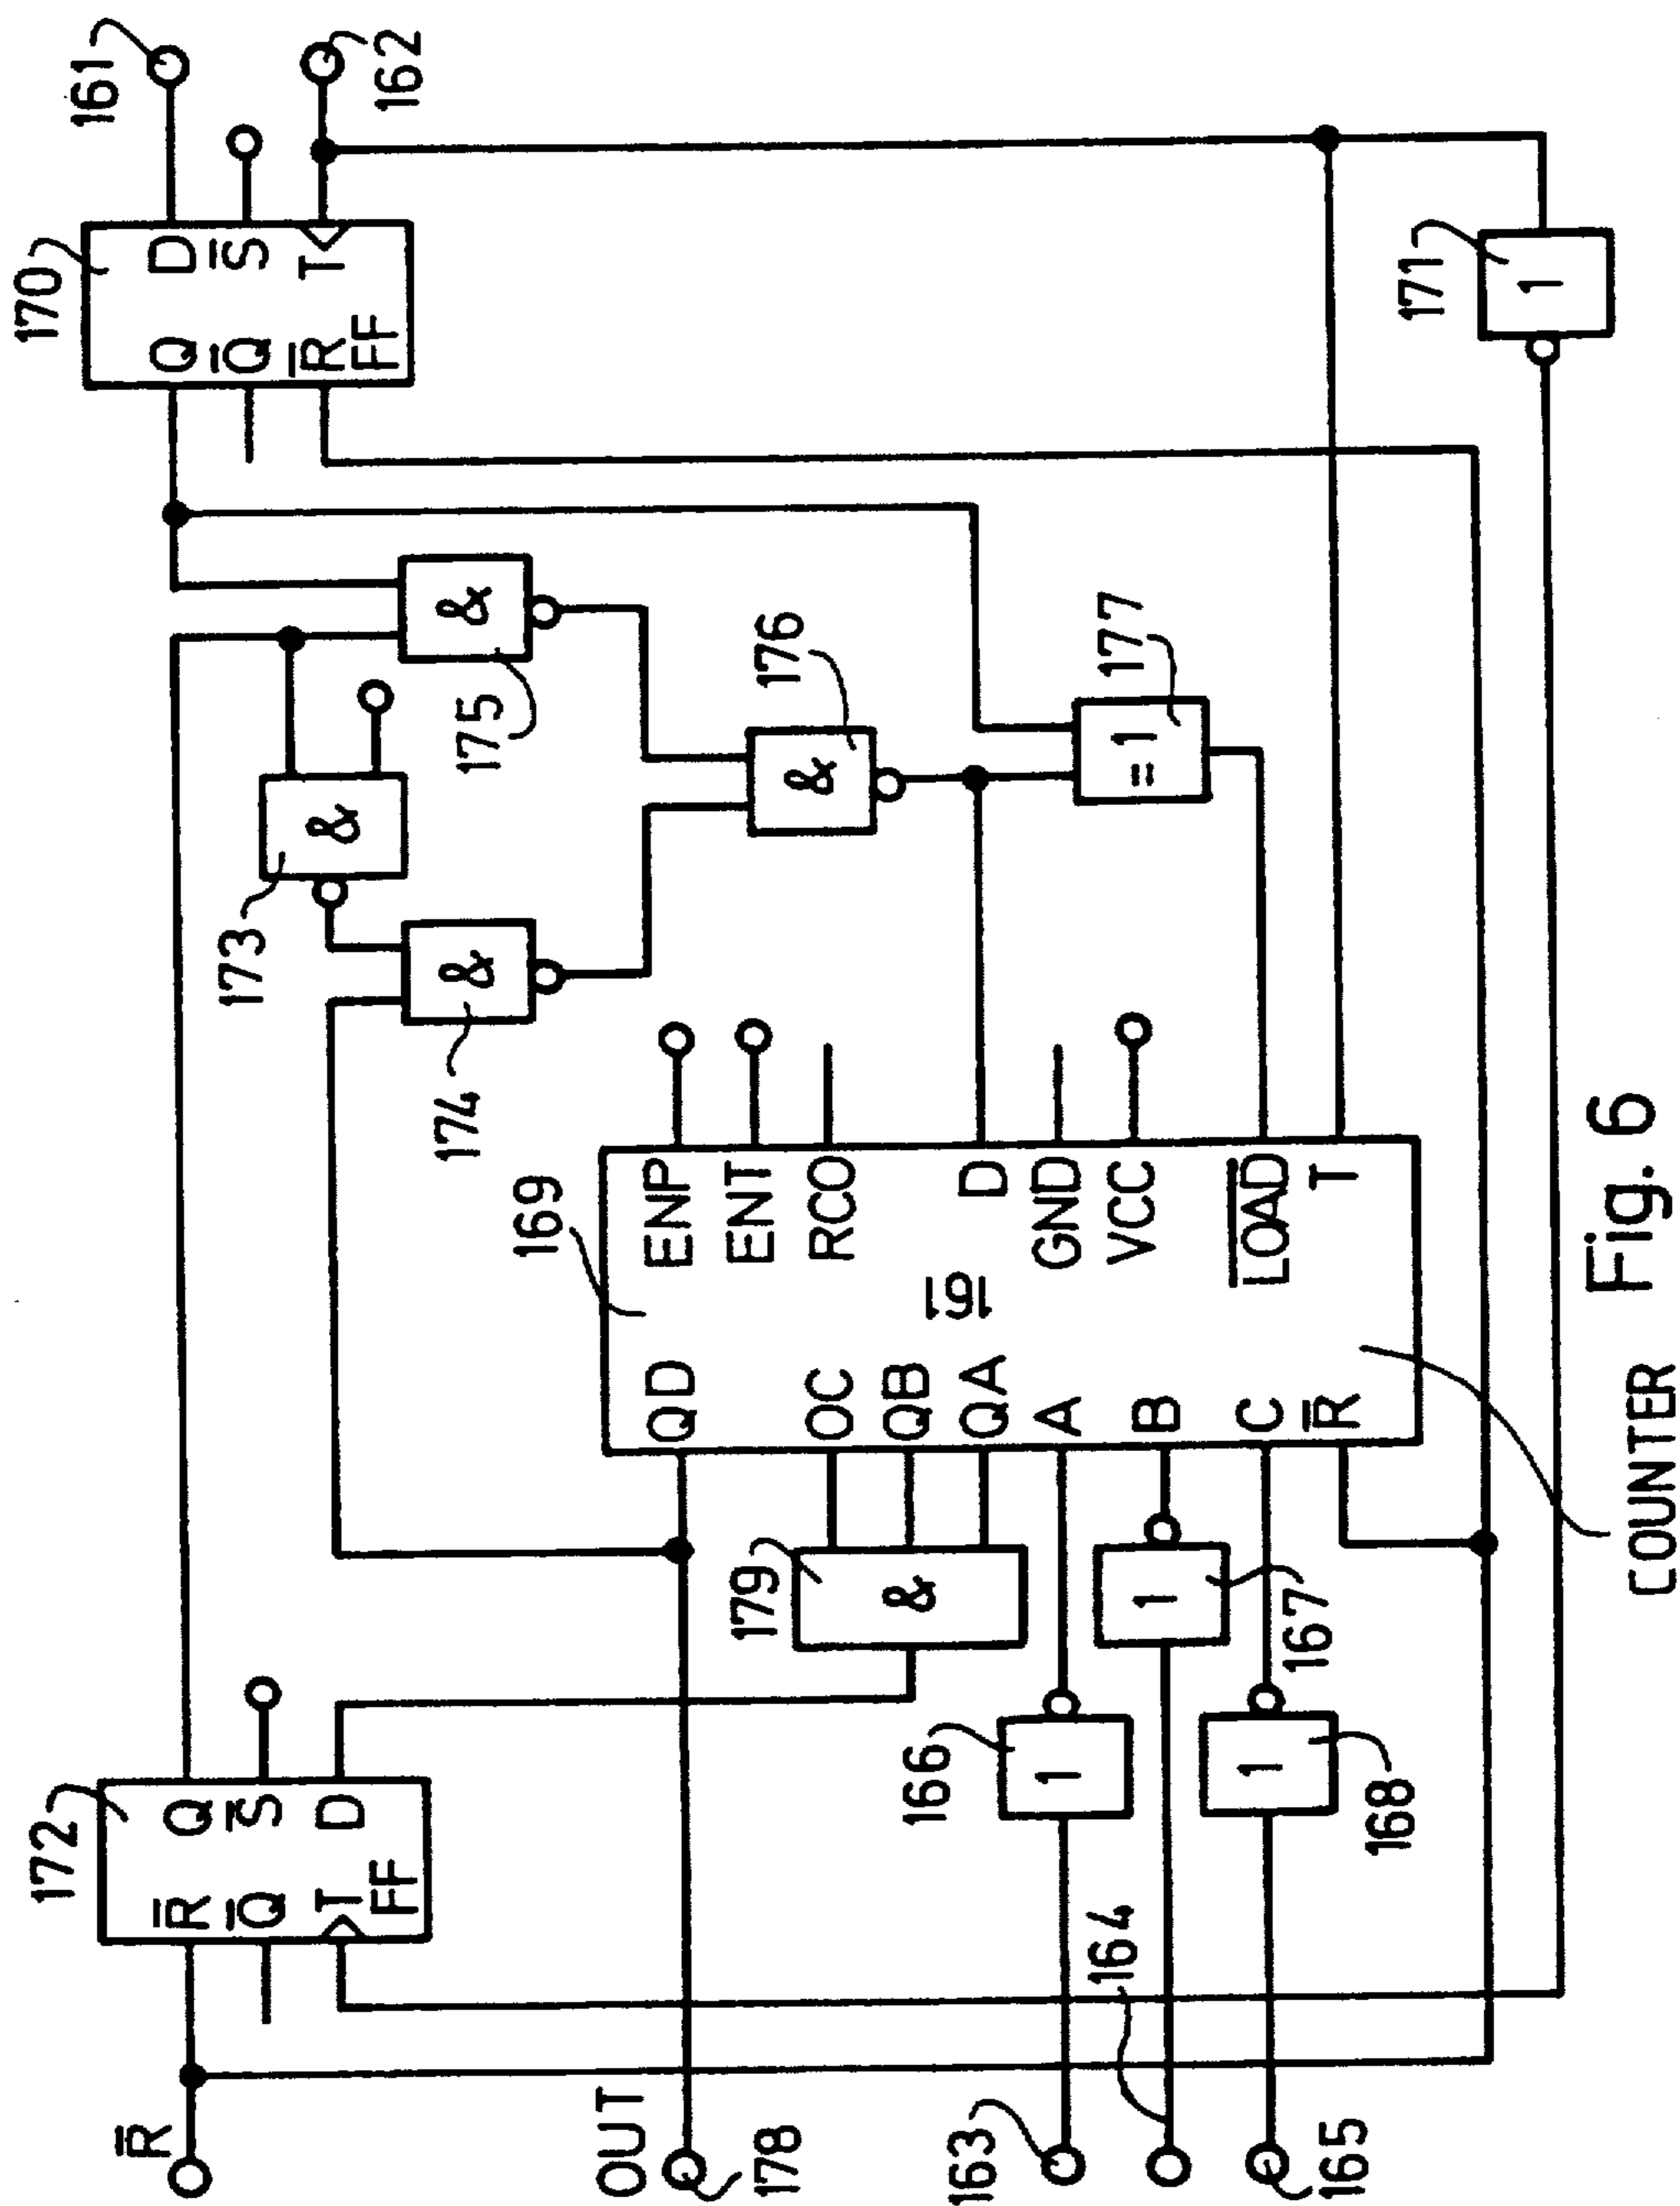 R̅
172
R̅ Q
Q̅ S̅
T D
FF
170
Q D
Q̅ S̅
R̅ T
FF
161
162
173
&
175
&
174
&
176
&
177
= 1
169
QD ENP
ENT
OC RCO
QB
QA D
161
A GND
B VCC
C L̅O̅A̅D̅
R̅ T
179
&
OUT
178
163
164
165
166
1
167
1
168
1
171
1
COUNTER
Fig. 6